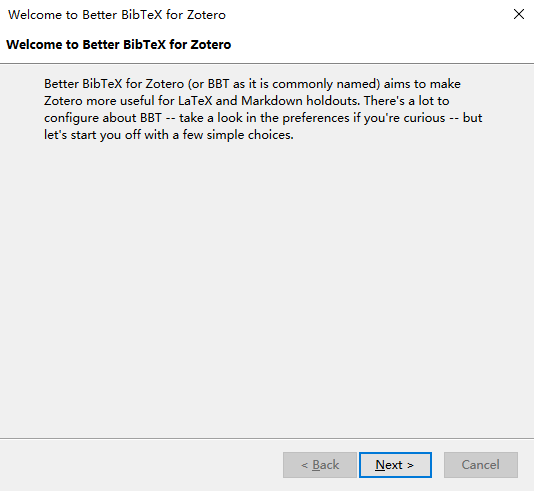 Welcome to Better BibTeX for Zotero
Welcome to Better BibTeX for Zotero
Better BibTeX for Zotero (or BBT as it is commonly named) aims to make
Zotero more useful for LaTeX and Markdown holdouts. There's a lot to
configure about BBT -- take a look in the preferences if you're curious -- but
let's start you off with a few simple choices.
< Back Next > Cancel